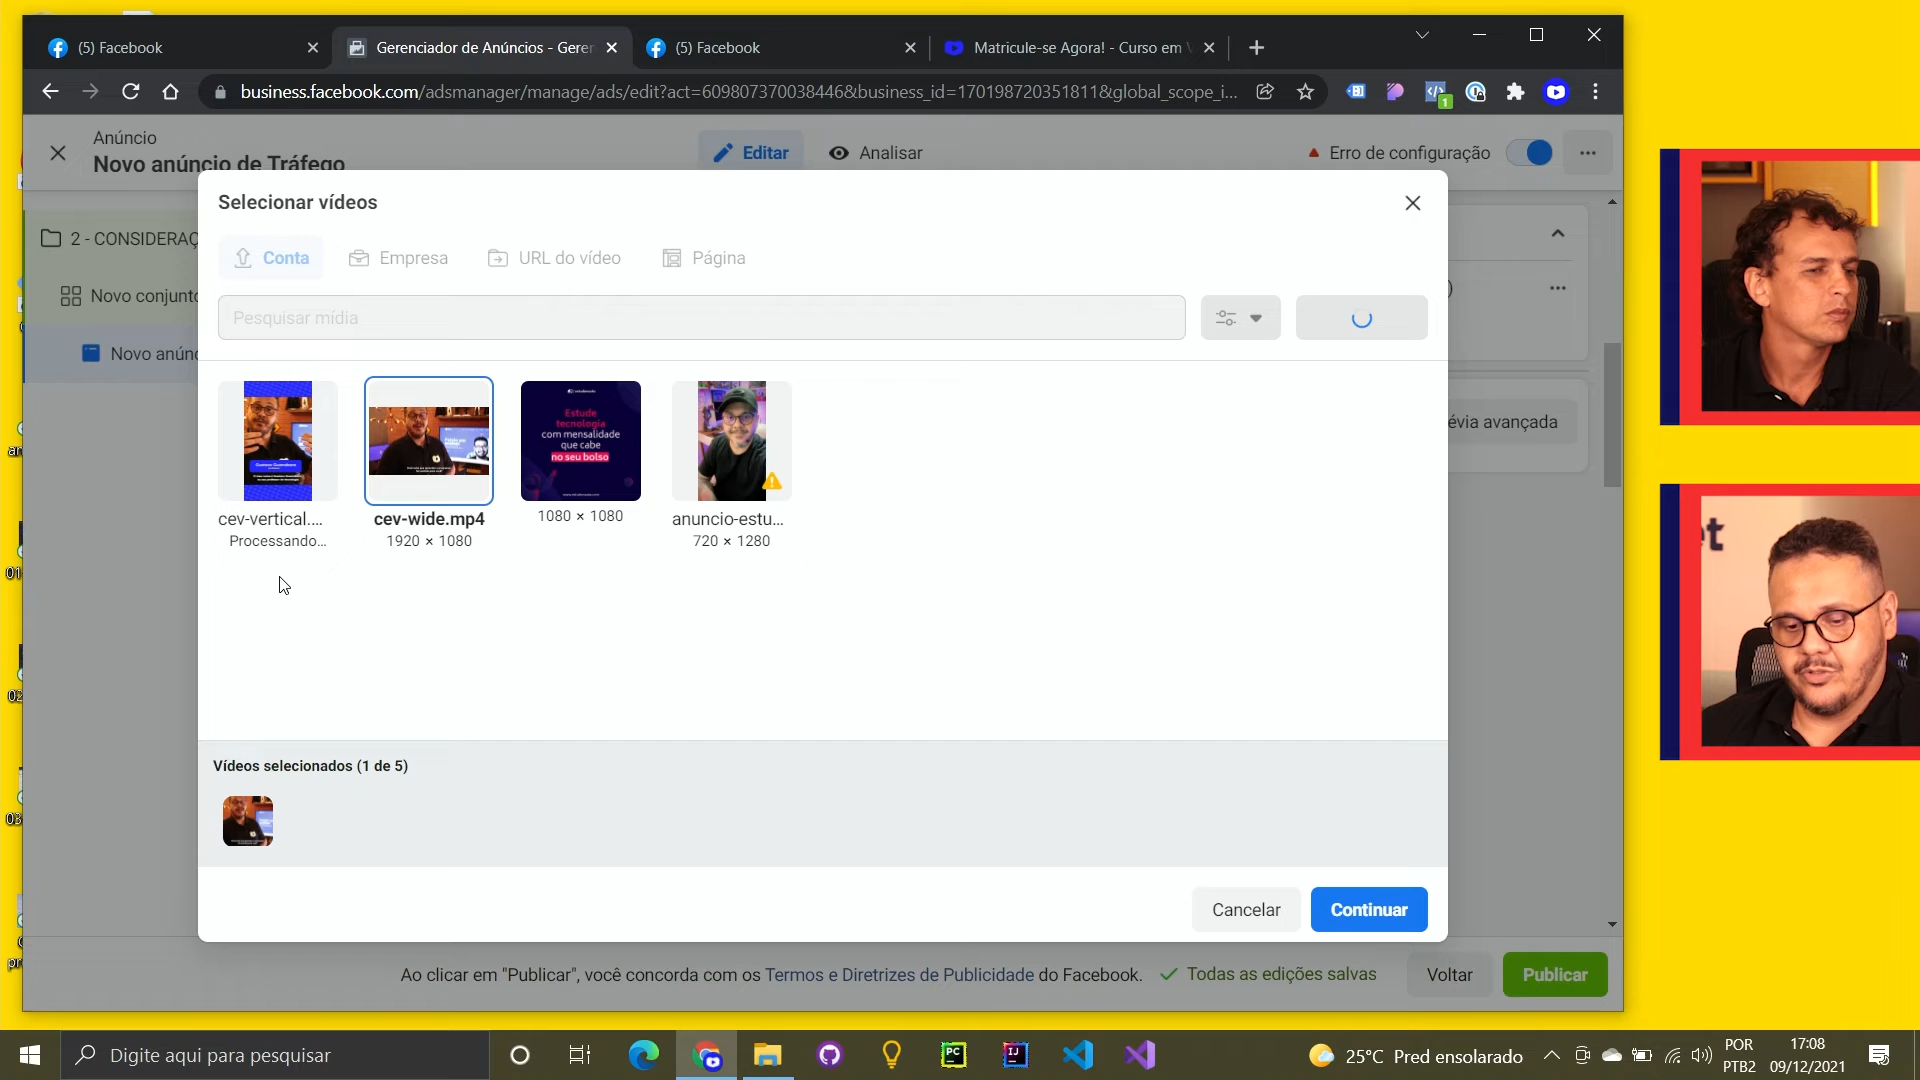 (5) Facebook
Gerenciador de Anúncios - Geren
(5) Facebook
Matricule-se Agora! - Curso em V
business.facebook.com/adsmanager/manage/ads/edit?act=609807370038446&business_id=170198720351811&global_scope_i...
1
Anúncio
Novo anúncio de Tráfego
Editar
Analisar
Erro de configuração
2 - CONSIDERAÇ
Novo conjunto
Novo anúnc
Selecionar vídeos
Conta
Empresa
URL do vídeo
Página
Pesquisar mídia
Estude
tecnologia
com mensalidade
que cabe
no seu bolso
cev-vertical....
Processando...
cev-wide.mp4
1920 × 1080
1080 × 1080
anuncio-estu...
720 × 1280
évia avançada
Vídeos selecionados (1 de 5)
Cancelar
Continuar
Ao clicar em "Publicar", você concorda com os Termos e Diretrizes de Publicidade do Facebook.
Todas as edições salvas
Voltar
Publicar
Digite aqui para pesquisar
PC
IJ
25°C Pred ensolarado
POR
PTB2
17:08
09/12/2021